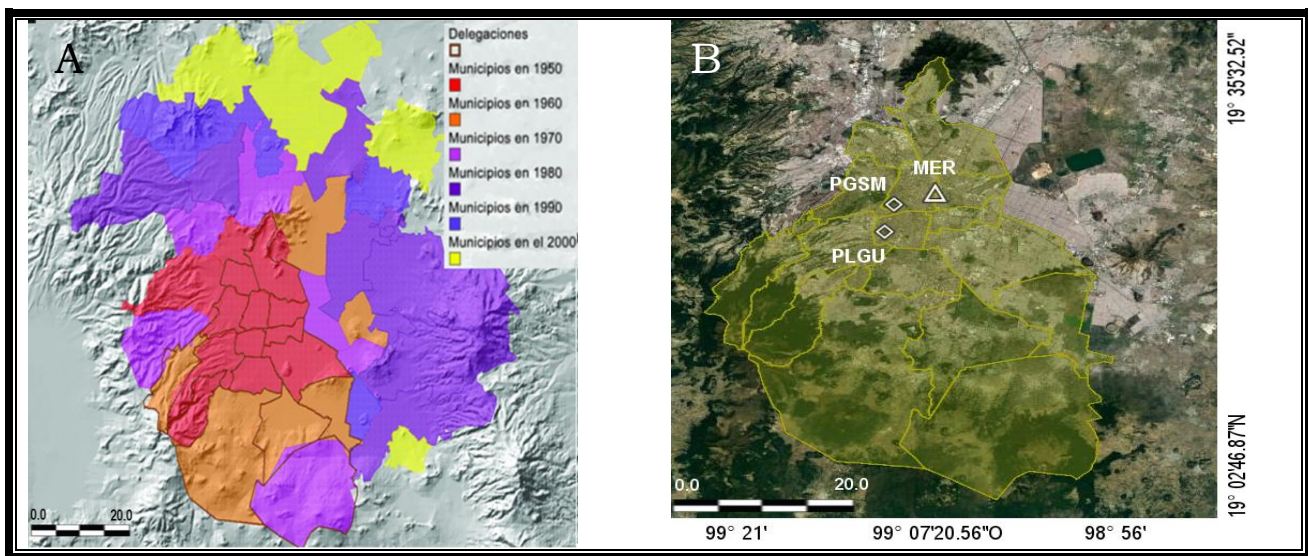 A
Delegaciones
Municipios en 1950
Municipios en 1960
Municipios en 1970
Municipios en 1980
Municipios en 1990
Municipios en el 2000
0.0 20.0
B
MER
PGSM
PLGU
0.0 20.0
99° 21' 99° 07'20.56"O 98° 56'
19° 35'32.52"
19° 02'46.87"N